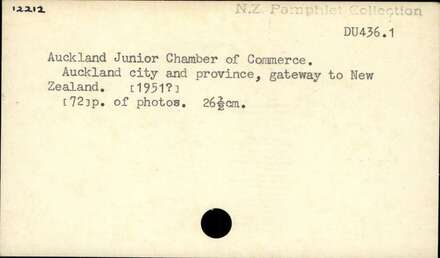 12212
N.Z. Pamphlet Collection
DU436.1
Auckland Junior Chamber of Commerce.
Auckland city and province, gateway to New
Zealand. [1951?]
[72]p. of photos. 26½cm.